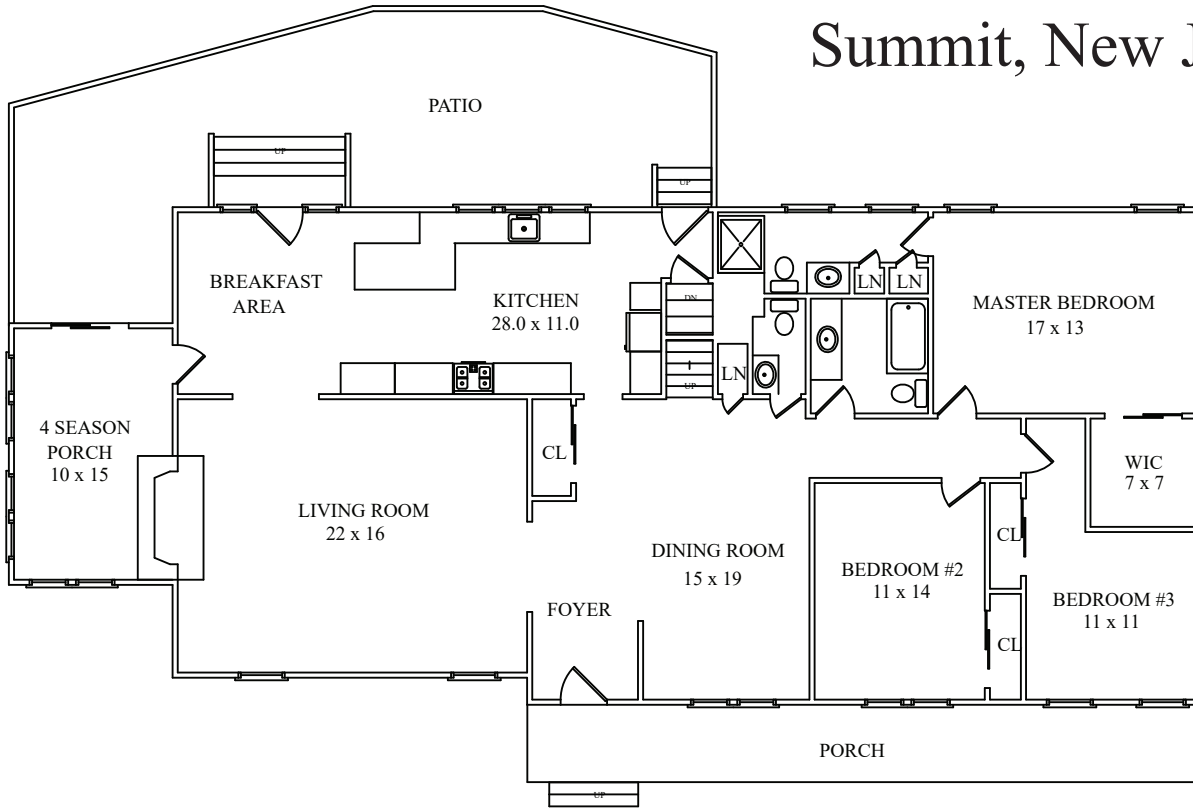 Summit, New J
PATIO
UP
UP
BREAKFAST
AREA
KITCHEN
28.0 x 11.0
DN
UP
LN
LN
LN
MASTER BEDROOM
17 x 13
4 SEASON
PORCH
10 x 15
CL
LIVING ROOM
22 x 16
WIC
7 x 7
DINING ROOM
15 x 19
CL
BEDROOM #2
11 x 14
BEDROOM #3
11 x 11
FOYER
CL
PORCH
UP